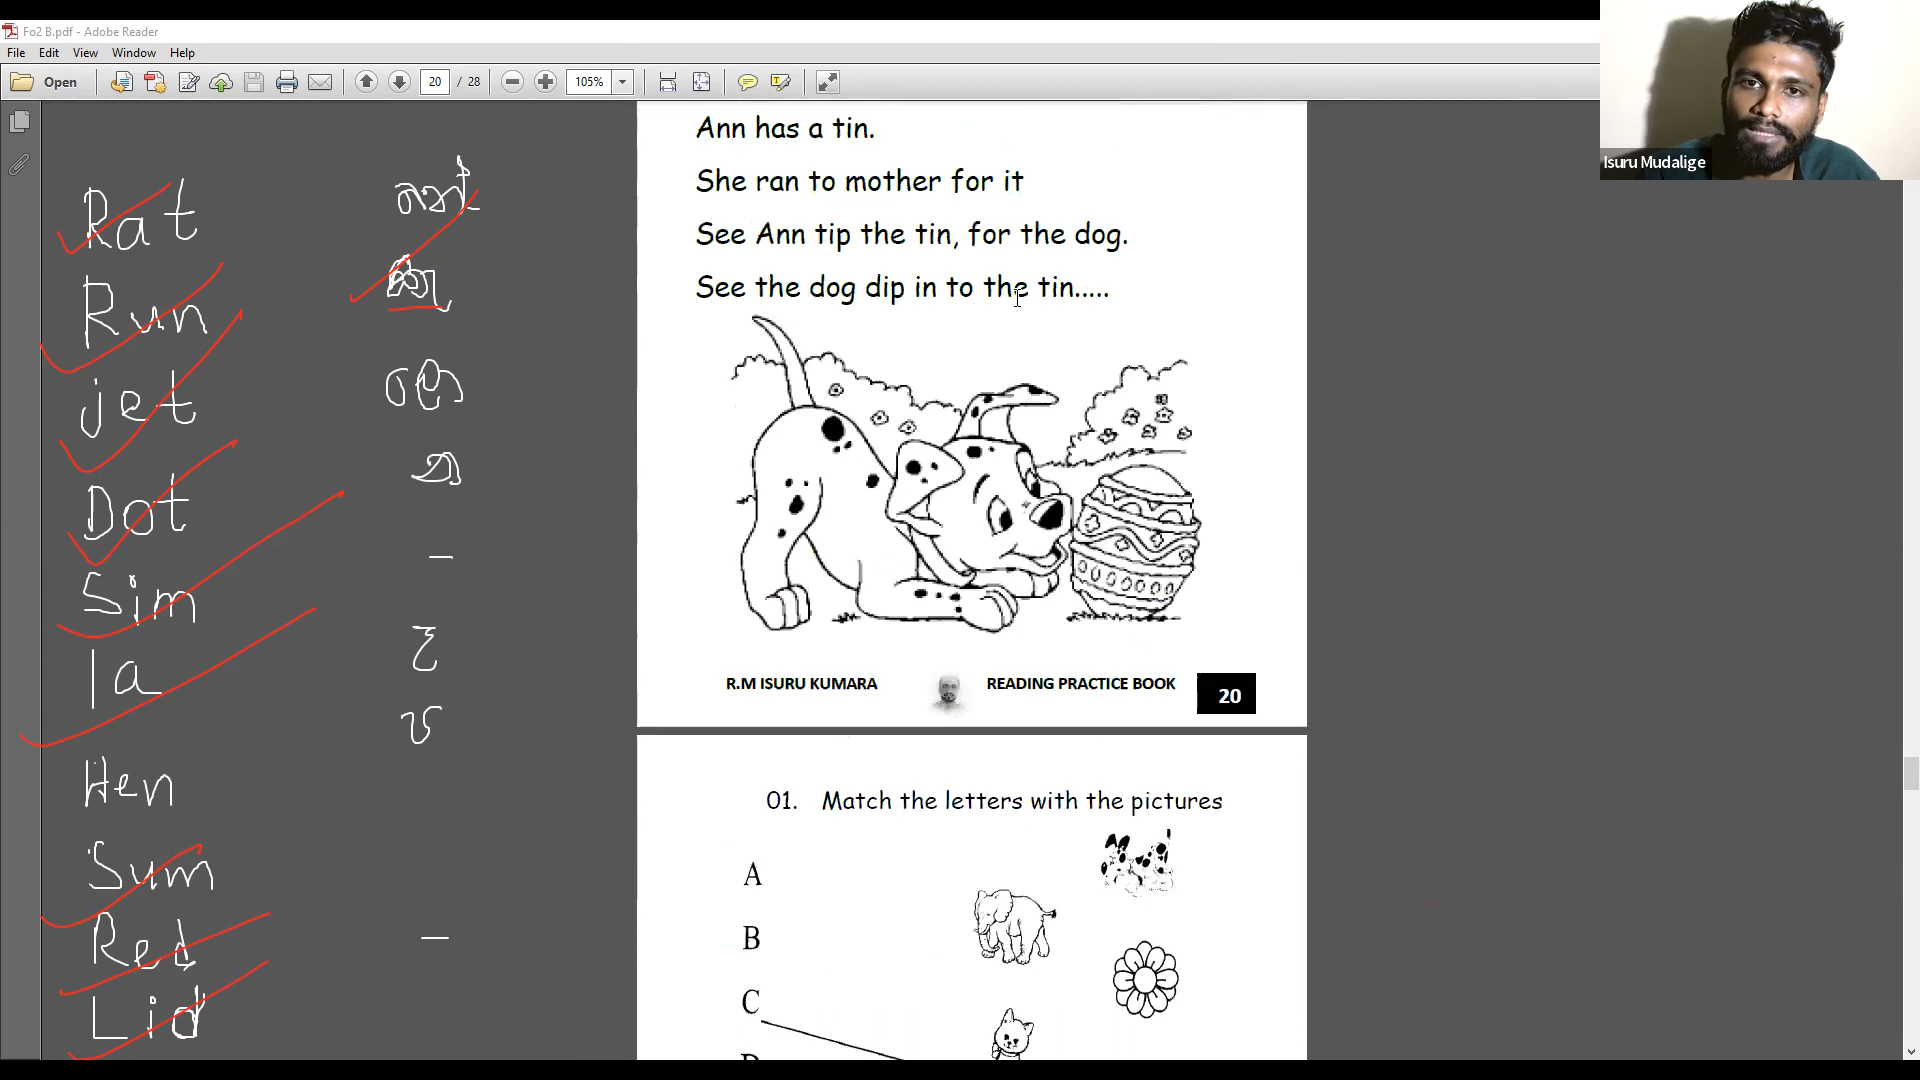 Fo2 B.pdf - Adobe Reader
File Edit View Window Help
Open 20 / 28 105%
Isuru Mudalige
Rat
Run
jet
Dot
Sim
la
Hen
Sum
Red
Lid
Ann has a tin.
She ran to mother for it
See Ann tip the tin, for the dog.
See the dog dip in to the tin.....
R.M ISURU KUMARA READING PRACTICE BOOK 20
01. Match the letters with the pictures
A
B
C